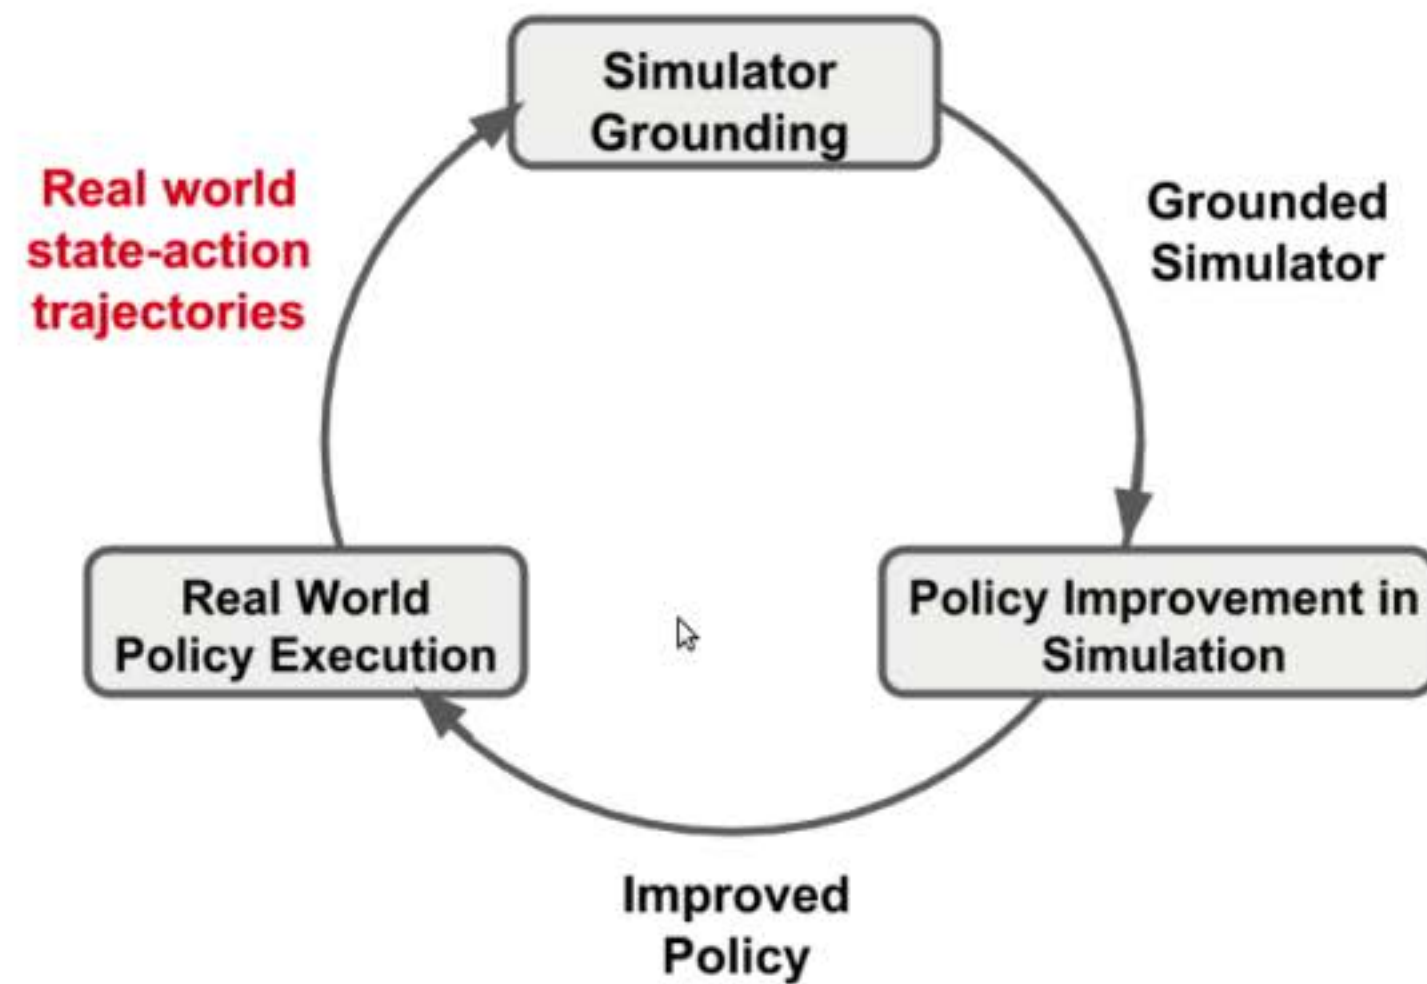 Simulator
Grounding
Real world
state-action
trajectories
Grounded
Simulator
Real World
Policy Execution
Policy Improvement in
Simulation
Improved
Policy